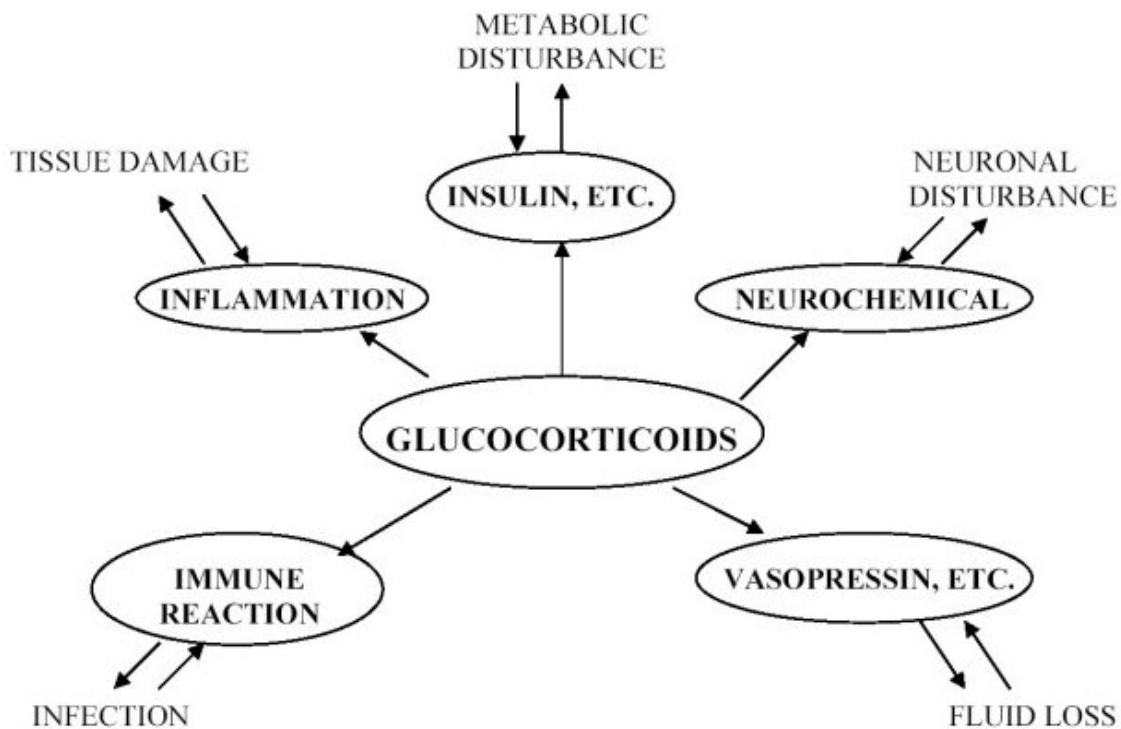 METABOLIC
DISTURBANCE
TISSUE DAMAGE
NEURONAL
DISTURBANCE
INSULIN, ETC.
INFLAMMATION
NEUROCHEMICAL
GLUCOCORTICOIDS
IMMUNE
REACTION
VASOPRESSIN, ETC.
INFECTION
FLUID LOSS